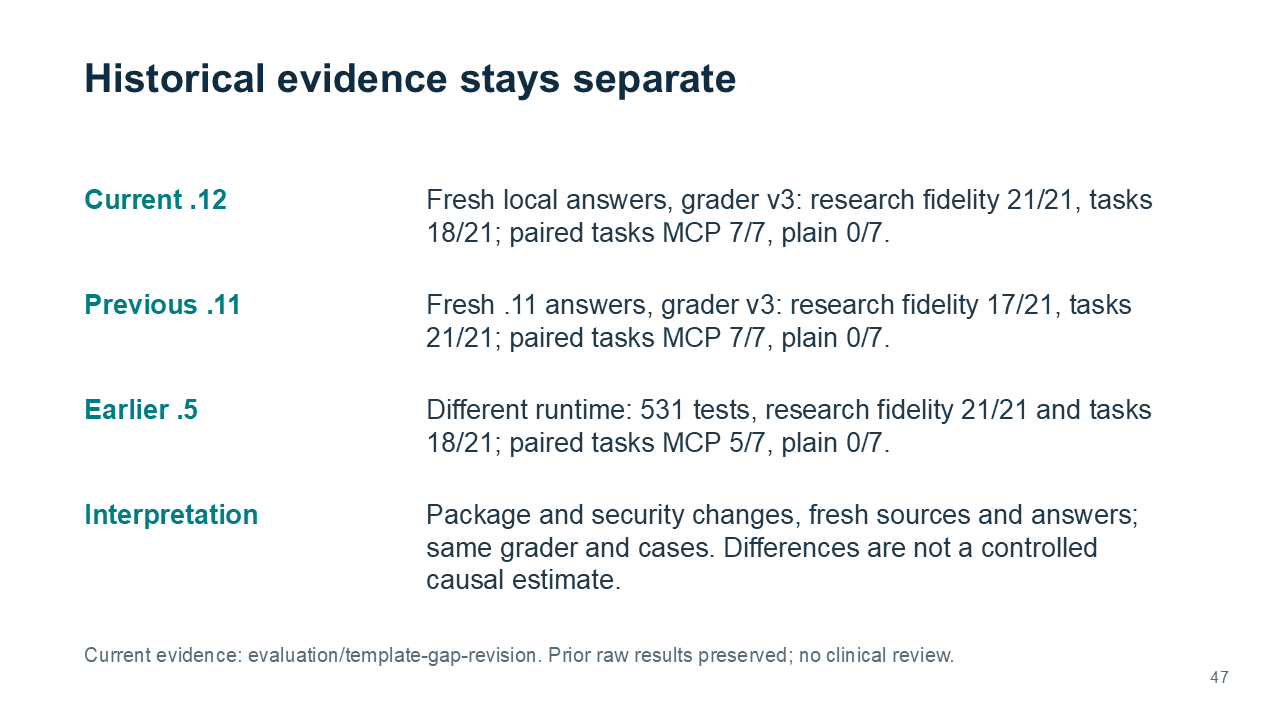 Historical evidence stays separate
Current .12
Fresh local answers, grader v3: research fidelity 21/21, tasks
18/21; paired tasks MCP 7/7, plain 0/7.
Previous .11
Fresh .11 answers, grader v3: research fidelity 17/21, tasks
21/21; paired tasks MCP 7/7, plain 0/7.
Earlier .5
Different runtime: 531 tests, research fidelity 21/21 and tasks
18/21; paired tasks MCP 5/7, plain 0/7.
Interpretation
Package and security changes, fresh sources and answers;
same grader and cases. Differences are not a controlled
causal estimate.
Current evidence: evaluation/template-gap-revision. Prior raw results preserved; no clinical review.
47